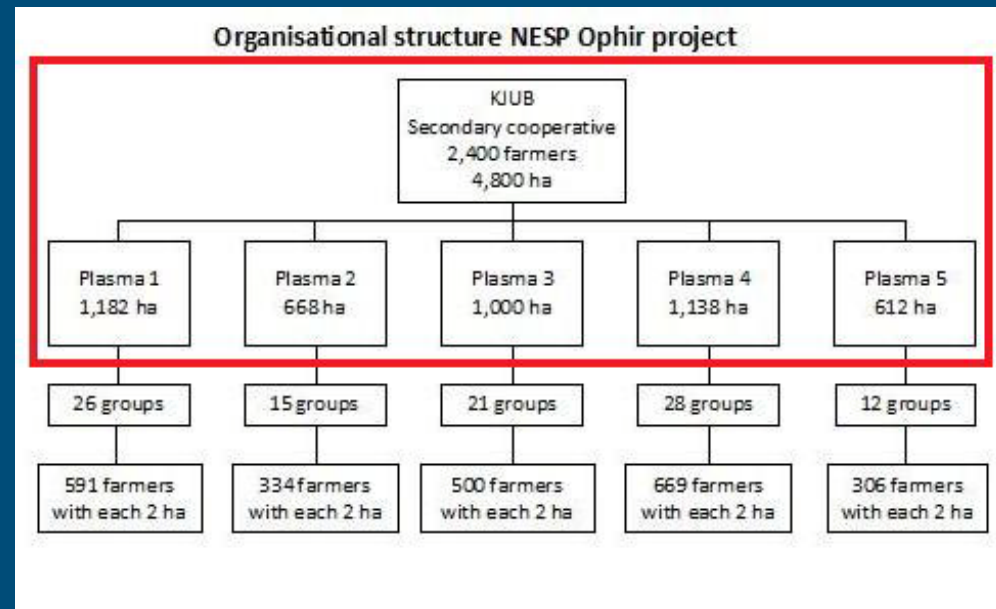 Organisational structure NESP Ophir project
KJUB
Secondary cooperative
2,400 farmers
4,800 ha
Plasma 1
1,182 ha
Plasma 2
668 ha
Plasma 3
1,000 ha
Plasma 4
1,138 ha
Plasma 5
612 ha
26 groups
15 groups
21 groups
28 groups
12 groups
591 farmers
with each 2 ha
334 farmers
with each 2 ha
500 farmers
with each 2 ha
669 farmers
with each 2 ha
306 farmers
with each 2 ha